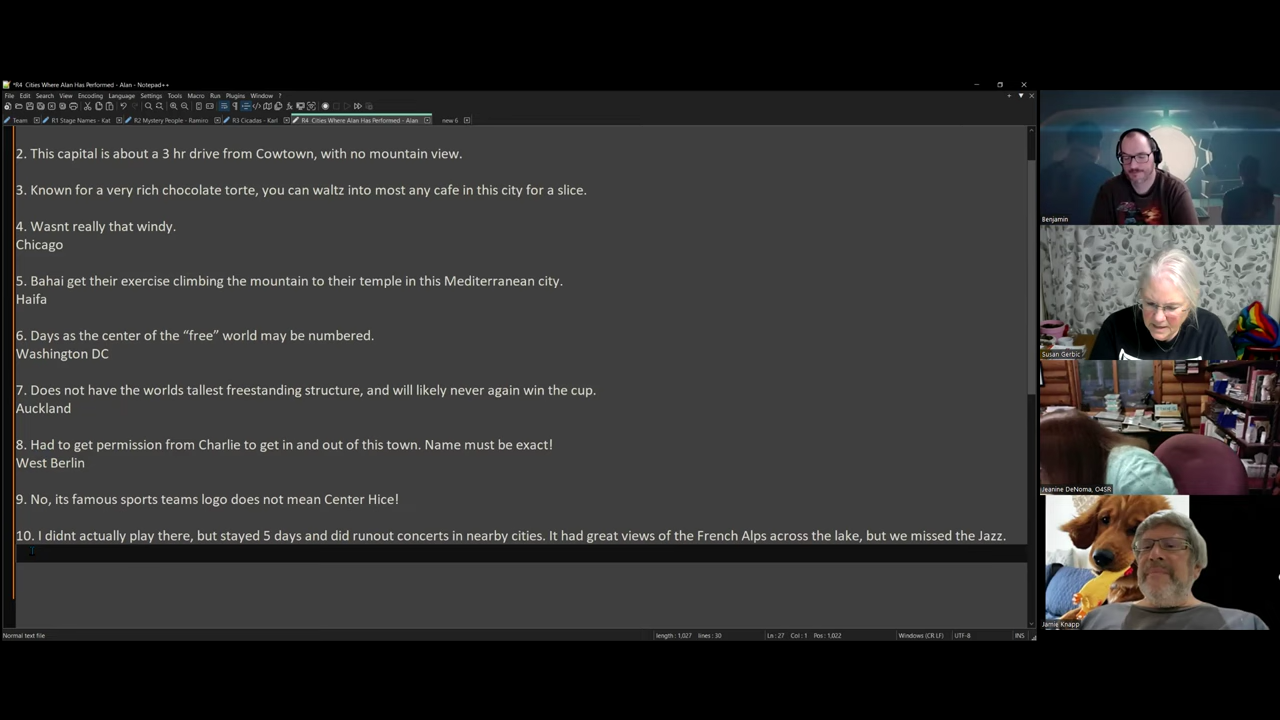 *R4  Cities Where Alan Has Performed - Alan - Notepad++
File Edit Search View Encoding Language Settings Tools Macro Run Plugins Window ?
Team R1 Stage Names - Kat R2 Mystery People - Ramiro R3 Cicadas - Karl R4  Cities Where Alan Has Performed - Alan new 6
2. This capital is about a 3 hr drive from Cowtown, with no mountain view.
3. Known for a very rich chocolate torte, you can waltz into most any cafe in this city for a slice.
4. Wasnt really that windy.
Chicago
5. Bahai get their exercise climbing the mountain to their temple in this Mediterranean city.
Haifa
6. Days as the center of the “free” world may be numbered.
Washington DC
7. Does not have the worlds tallest freestanding structure, and will likely never again win the cup.
Auckland
8. Had to get permission from Charlie to get in and out of this town. Name must be exact!
West Berlin
9. No, its famous sports teams logo does not mean Center Hice!
10. I didnt actually play there, but stayed 5 days and did runout concerts in nearby cities. It had great views of the French Alps across the lake, but we missed the Jazz.
Normal text file length : 1,027 lines : 30 Ln : 27 Col : 1 Pos : 1,022 Windows (CR LF) UTF-8 INS
Benjamin
Susan Gerbic
Jeanine DeNoma, O4SR
Jamie Knapp